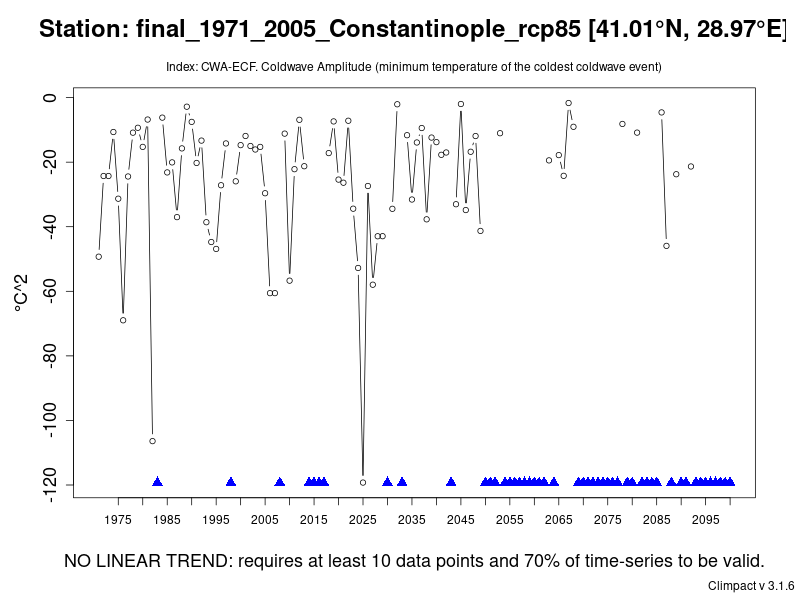 Station: final_1971_2005_Constantinople_rcp85 [41.01°N, 28.97°E]
Index: CWA-ECF. Coldwave Amplitude (minimum temperature of the coldest coldwave event)
°C^2
0
-20
-40
-60
-80
-100
-120
1975 1985 1995 2005 2015 2025 2035 2045 2055 2065 2075 2085 2095
NO LINEAR TREND: requires at least 10 data points and 70% of time-series to be valid.
Climpact v 3.1.6